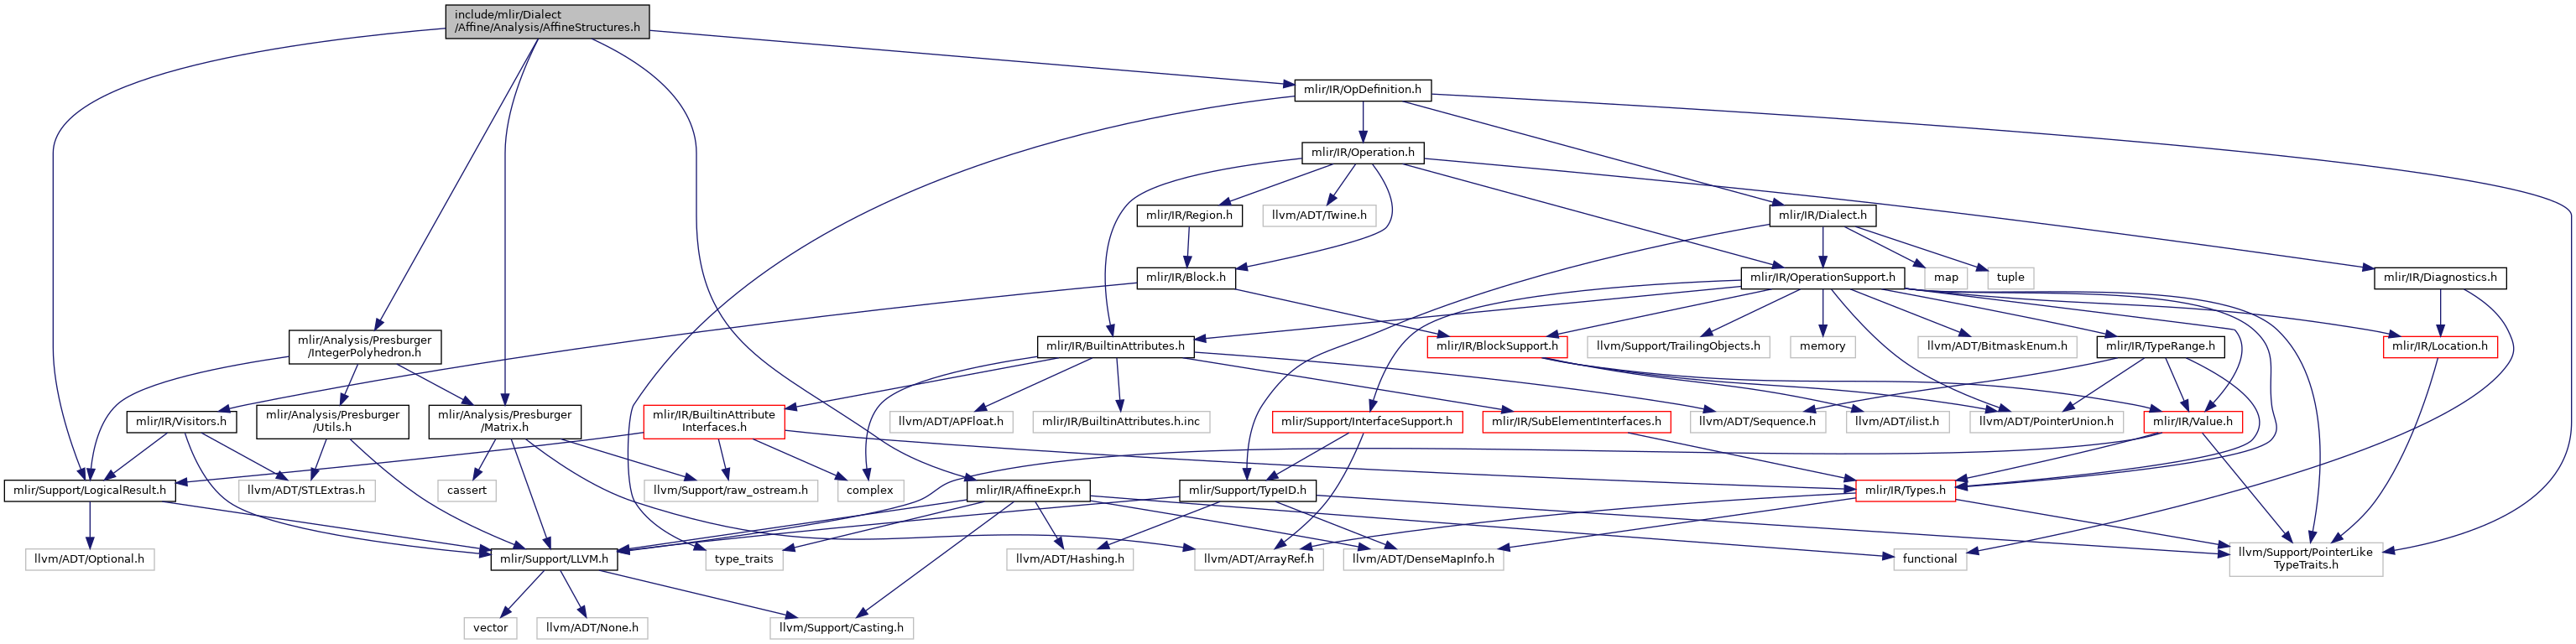 include/mlir/Dialect
/Affine/Analysis/AffineStructures.h
mlir/IR/OpDefinition.h
mlir/IR/Operation.h
mlir/IR/Region.h
llvm/ADT/Twine.h
mlir/IR/Dialect.h
mlir/IR/Block.h
mlir/IR/OperationSupport.h
map
tuple
mlir/IR/Diagnostics.h
mlir/Analysis/Presburger
/IntegerPolyhedron.h
mlir/IR/BuiltinAttributes.h
mlir/IR/BlockSupport.h
llvm/Support/TrailingObjects.h
memory
llvm/ADT/BitmaskEnum.h
mlir/IR/TypeRange.h
mlir/IR/Location.h
mlir/IR/Visitors.h
mlir/Analysis/Presburger
/Utils.h
mlir/Analysis/Presburger
/Matrix.h
mlir/IR/BuiltinAttribute
Interfaces.h
llvm/ADT/APFloat.h
mlir/IR/BuiltinAttributes.h.inc
mlir/Support/InterfaceSupport.h
mlir/IR/SubElementInterfaces.h
llvm/ADT/Sequence.h
llvm/ADT/ilist.h
llvm/ADT/PointerUnion.h
mlir/IR/Value.h
mlir/Support/LogicalResult.h
llvm/ADT/STLExtras.h
cassert
llvm/Support/raw_ostream.h
complex
mlir/IR/AffineExpr.h
mlir/Support/TypeID.h
mlir/IR/Types.h
llvm/ADT/Optional.h
mlir/Support/LLVM.h
type_traits
llvm/ADT/Hashing.h
llvm/ADT/ArrayRef.h
llvm/ADT/DenseMapInfo.h
functional
llvm/Support/PointerLike
TypeTraits.h
vector
llvm/ADT/None.h
llvm/Support/Casting.h